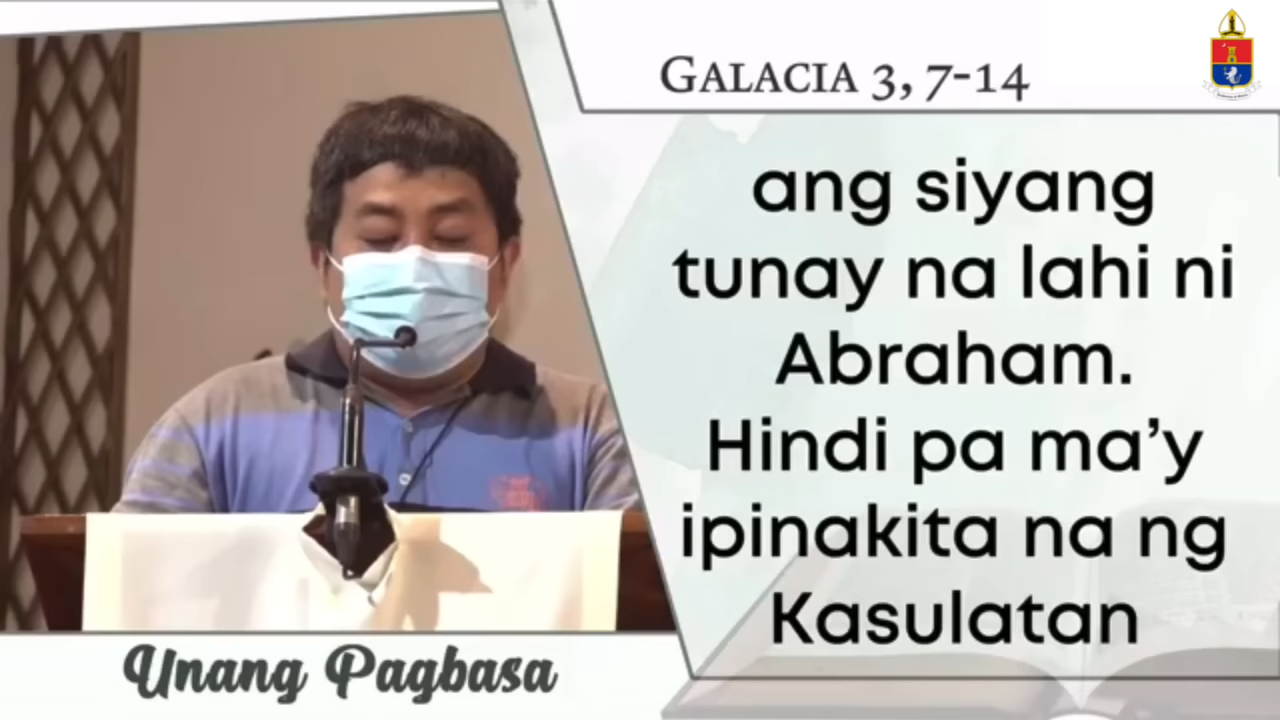 GALACIA 3, 7-14
ang siyang
tunay na lahi ni
Abraham.
Hindi pa ma’y
ipinakita na ng
Kasulatan
Unang Pagbasa